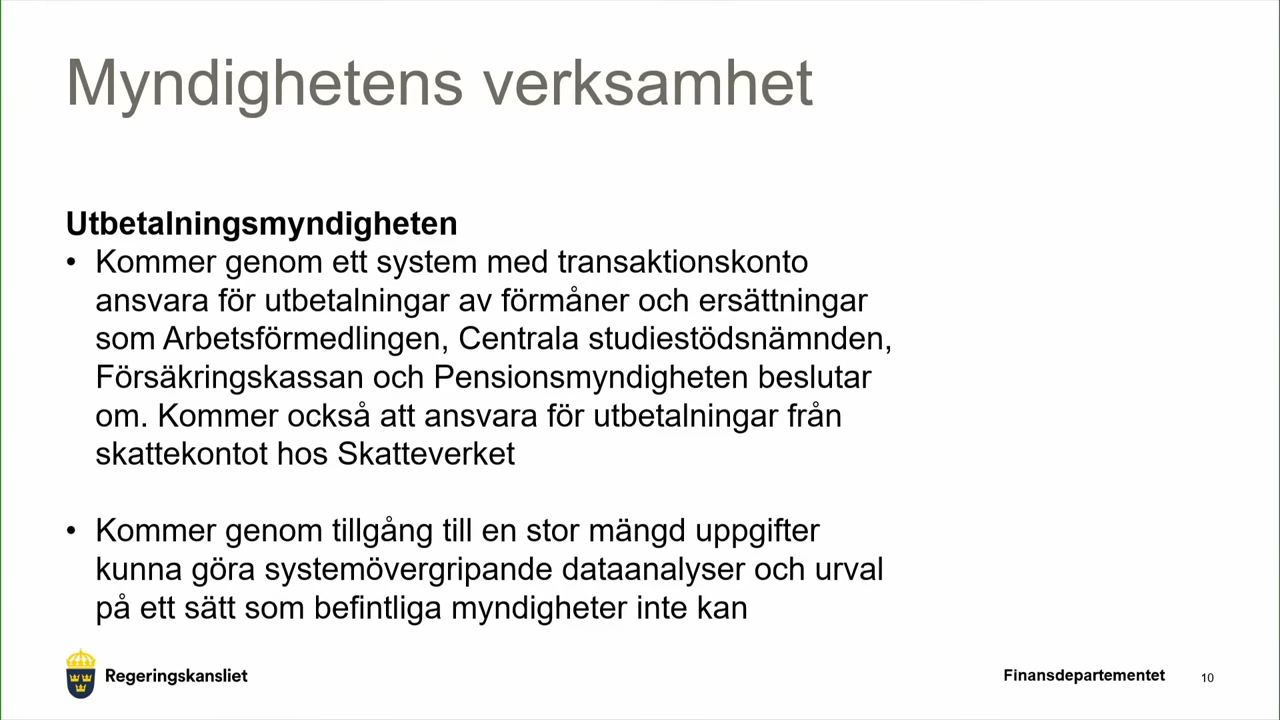 Myndighetens verksamhet
Utbetalningsmyndigheten
• Kommer genom ett system med transaktionskonto
ansvara för utbetalningar av förmåner och ersättningar
som Arbetsförmedlingen, Centrala studiestödsnämnden,
Försäkringskassan och Pensionsmyndigheten beslutar
om. Kommer också att ansvara för utbetalningar från
skattekontot hos Skatteverket
• Kommer genom tillgång till en stor mängd uppgifter
kunna göra systemövergripande dataanalyser och urval
på ett sätt som befintliga myndigheter inte kan
Regeringskansliet
Finansdepartementet
10